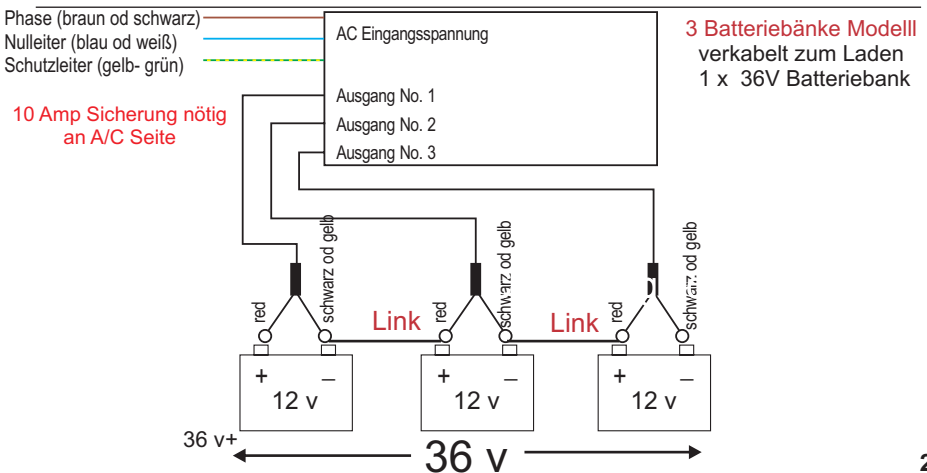 Phase (braun od schwarz)
Nulleiter (blau od weiß)
Schutzleiter (gelb- grün)
AC Eingangsspannung
3 Batteriebänke Modelll
verkabelt zum Laden
1 x 36V Batteriebank
10 Amp Sicherung nötig
an A/C Seite
Ausgang No. 1
Ausgang No. 2
Ausgang No. 3
red
schwarz od gelb
red
schwarz od gelb
red
schwarz od gelb
Link
Link
+ –
12 v
+ –
12 v
+ –
12 v
36 v+
36 v
2